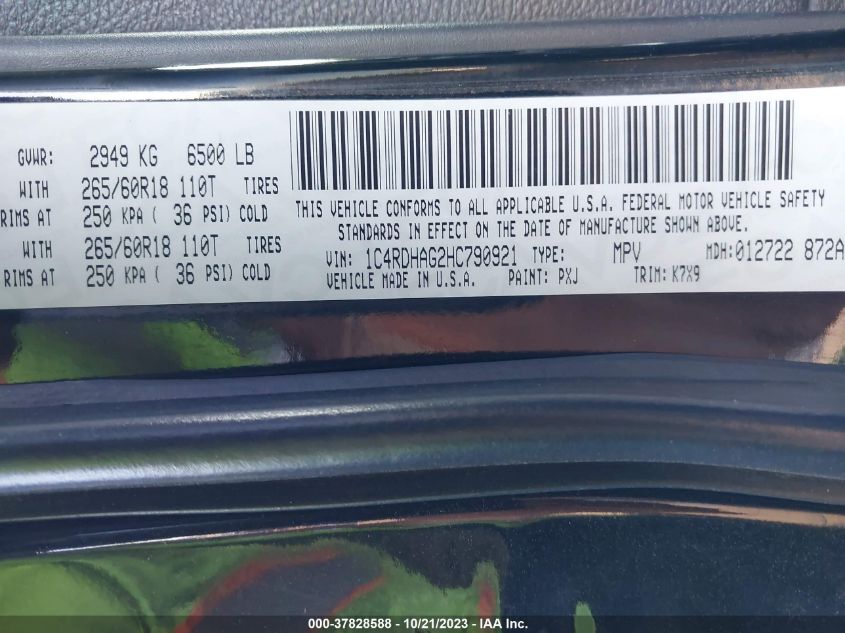 GVWR: 2949 KG 6500 LB
WITH 265/60R18 110T TIRES
RIMS AT 250 KPA ( 36 PSI) COLD
WITH 265/60R18 110T TIRES
RIMS AT 250 KPA ( 36 PSI) COLD
THIS VEHICLE CONFORMS TO ALL APPLICABLE U.S.A. FEDERAL MOTOR VEHICLE SAFETY
STANDARDS IN EFFECT ON THE DATE OF MANUFACTURE SHOWN ABOVE.
VIN: 1C4RDHAG2HC790921 TYPE: MPV MDH:012722 872A
VEHICLE MADE IN U.S.A. PAINT: PXJ TRIM: K7X9
000-37828588 - 10/21/2023 - IAA Inc.